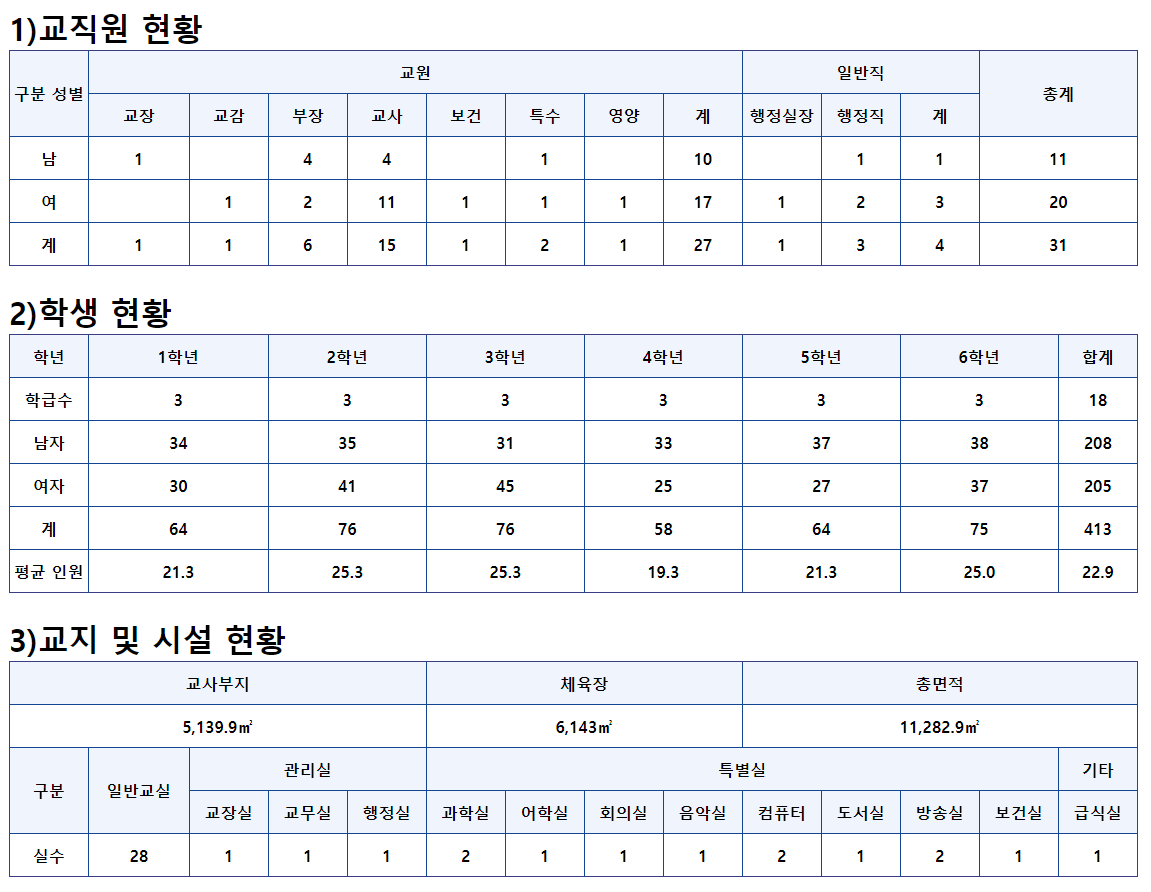 1)교직원 현황
구분 성별 교원 일반직 총계
교장 교감 부장 교사 보건 특수 영양 계 행정실장 행정직 계
남 1 4 4 1 10 1 1 11
여 1 2 11 1 1 1 17 1 2 3 20
계 1 1 6 15 1 2 1 27 1 3 4 31
2)학생 현황
학년 1학년 2학년 3학년 4학년 5학년 6학년 합계
학급수 3 3 3 3 3 3 18
남자 34 35 31 33 37 38 208
여자 30 41 45 25 27 37 205
계 64 76 76 58 64 75 413
평균 인원 21.3 25.3 25.3 19.3 21.3 25.0 22.9
3)교지 및 시설 현황
교사부지 체육장 총면적
5,139.9㎡ 6,143㎡ 11,282.9㎡
구분 일반교실 관리실 특별실 기타
교장실 교무실 행정실 과학실 어학실 회의실 음악실 컴퓨터 도서실 방송실 보건실 급식실
실수 28 1 1 1 2 1 1 1 2 1 2 1 1